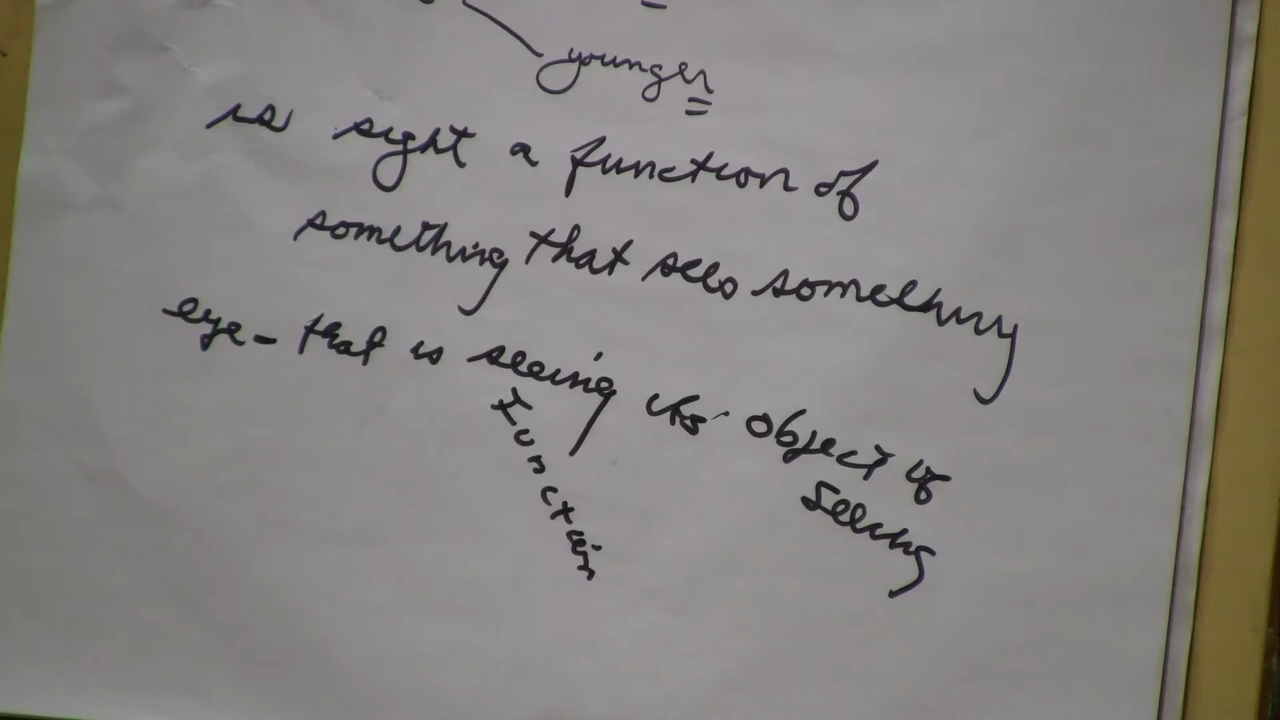 younger
is sight a function of
something that sees something
eye - that is seeing its object of
seeing
Function